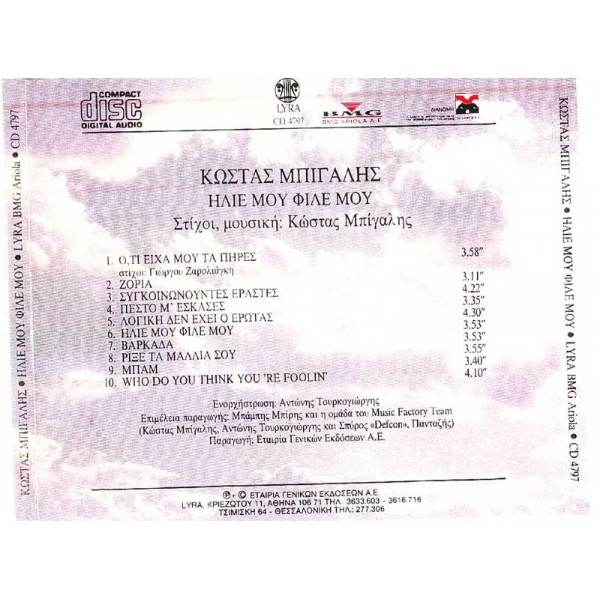 COMPACT
disc
DIGITAL AUDIO
LYRA
CD 4797
BMG
BMG ARIOLA A.E.
ΔΙΑΝΟΜΗ
ΚΩΣΤΑΣ ΜΠΙΓΑΛΗΣ
ΗΛΙΕ ΜΟΥ ΦΙΛΕ ΜΟΥ
Στίχοι, μουσική: Κώστας Μπίγαλης
1. Ο,ΤΙ ΕΙΧΑ ΜΟΥ ΤΑ ΠΗΡΕΣ 3.58"
στίχοι: Γιώργου Ζαρολιάγκη
2. ΖΟΡΙΑ 3.11"
3. ΣΥΓΚΟΙΝΩΝΟΥΝΤΕΣ ΕΡΑΣΤΕΣ 4.22"
4. ΠΕΣΤΟ Μ' ΕΣΚΑΣΕΣ 3.35"
5. ΛΟΓΙΚΗ ΔΕΝ ΕΧΕΙ Ο ΕΡΩΤΑΣ 4.30"
6. ΗΛΙΕ ΜΟΥ ΦΙΛΕ ΜΟΥ 3.53"
7. ΒΑΡΚΑΔΑ 3.53"
8. ΡΙΞΕ ΤΑ ΜΑΛΛΙΑ ΣΟΥ 3.55"
9. ΜΠΑΜ 3,40"
10. WHO DO YOU THINK YOU 'RE FOOLIN' 4.10"
Ενορχήστρωση: Αντώνης Τουρκογιώργης
Επιμέλεια παραγωγής: Μπάμπης Μπίρης και η ομάδα του Music Factory Team
(Κώστας Μπίγαλης, Αντώνης Τουρκογιώργης και Σπύρος «Defcon», Πανταζής)
Παραγωγή: Εταιρία Γενικών Εκδόσεων Α.Ε.
℗ + © ΕΤΑΙΡΙΑ ΓΕΝΙΚΩΝ ΕΚΔΟΣΕΩΝ Α.Ε.
LYRA, ΚΡΙΕΖΩΤΟΥ 11, ΑΘΗΝΑ 106 71 ΤΗΛ. 3633.603 - 3616.716
ΤΣΙΜΙΣΚΗ 64 - ΘΕΣΣΑΛΟΝΙΚΗ ΤΗΛ: 277.306
ΚΩΣΤΑΣ ΜΠΙΓΑΛΗΣ • ΗΛΙΕ ΜΟΥ ΦΙΛΕ ΜΟΥ • LYRA BMG Ariola • CD 4797
ΚΩΣΤΑΣ ΜΠΙΓΑΛΗΣ • ΗΛΙΕ ΜΟΥ ΦΙΛΕ ΜΟΥ • LYRA BMG Ariola • CD 4797